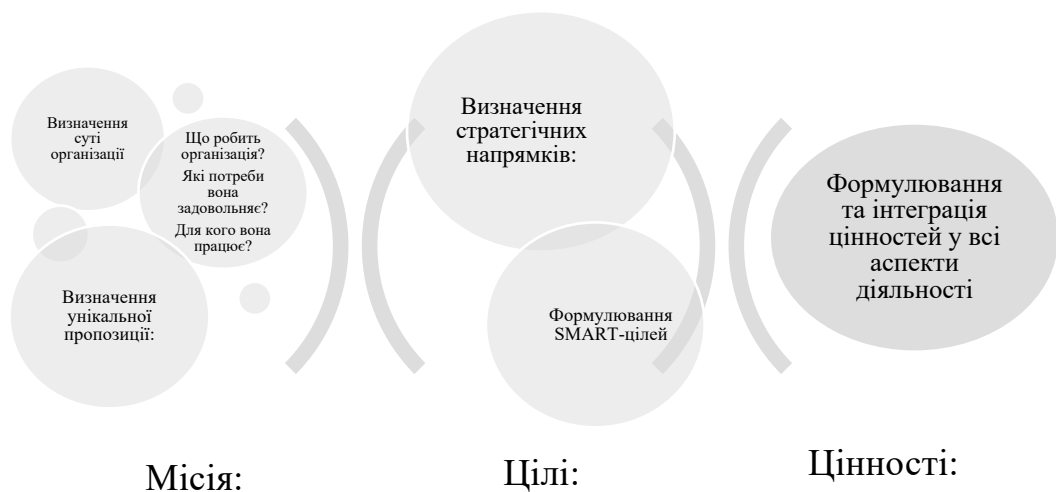 Визначення
суті
організації
Що робить
організація?
Які потреби
вона
задовольняє?
Для кого вона
працює?
Визначення
унікальної
пропозиції:
Місія:
Визначення
стратегічних
напрямків:
Формулювання
SMART-цілей
Цілі:
Формулювання
та інтеграція
цінностей у всі
аспекти
діяльності
Цінності: